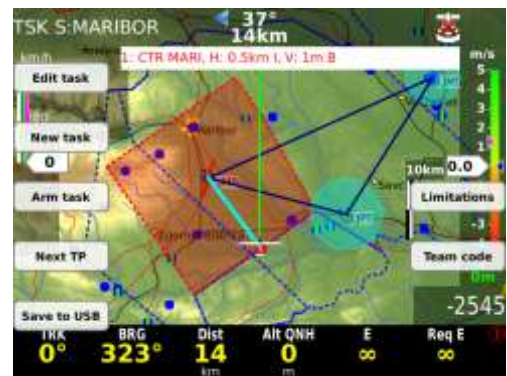 TSK S:MARIBOR
37°
14km
1: CTR MARI, H: 0.5km I, V: 1m B
km/h
m/s
Edit task
5
4
3
2
1
New task
0
10km
0.0
Arm task
Limitations
-3
Next TP
Team code
0m
-2545
Save to USB
TRK
BRG
Dist
Alt QNH
E
Req E
0°
323°
14
0
∞
∞
km
m